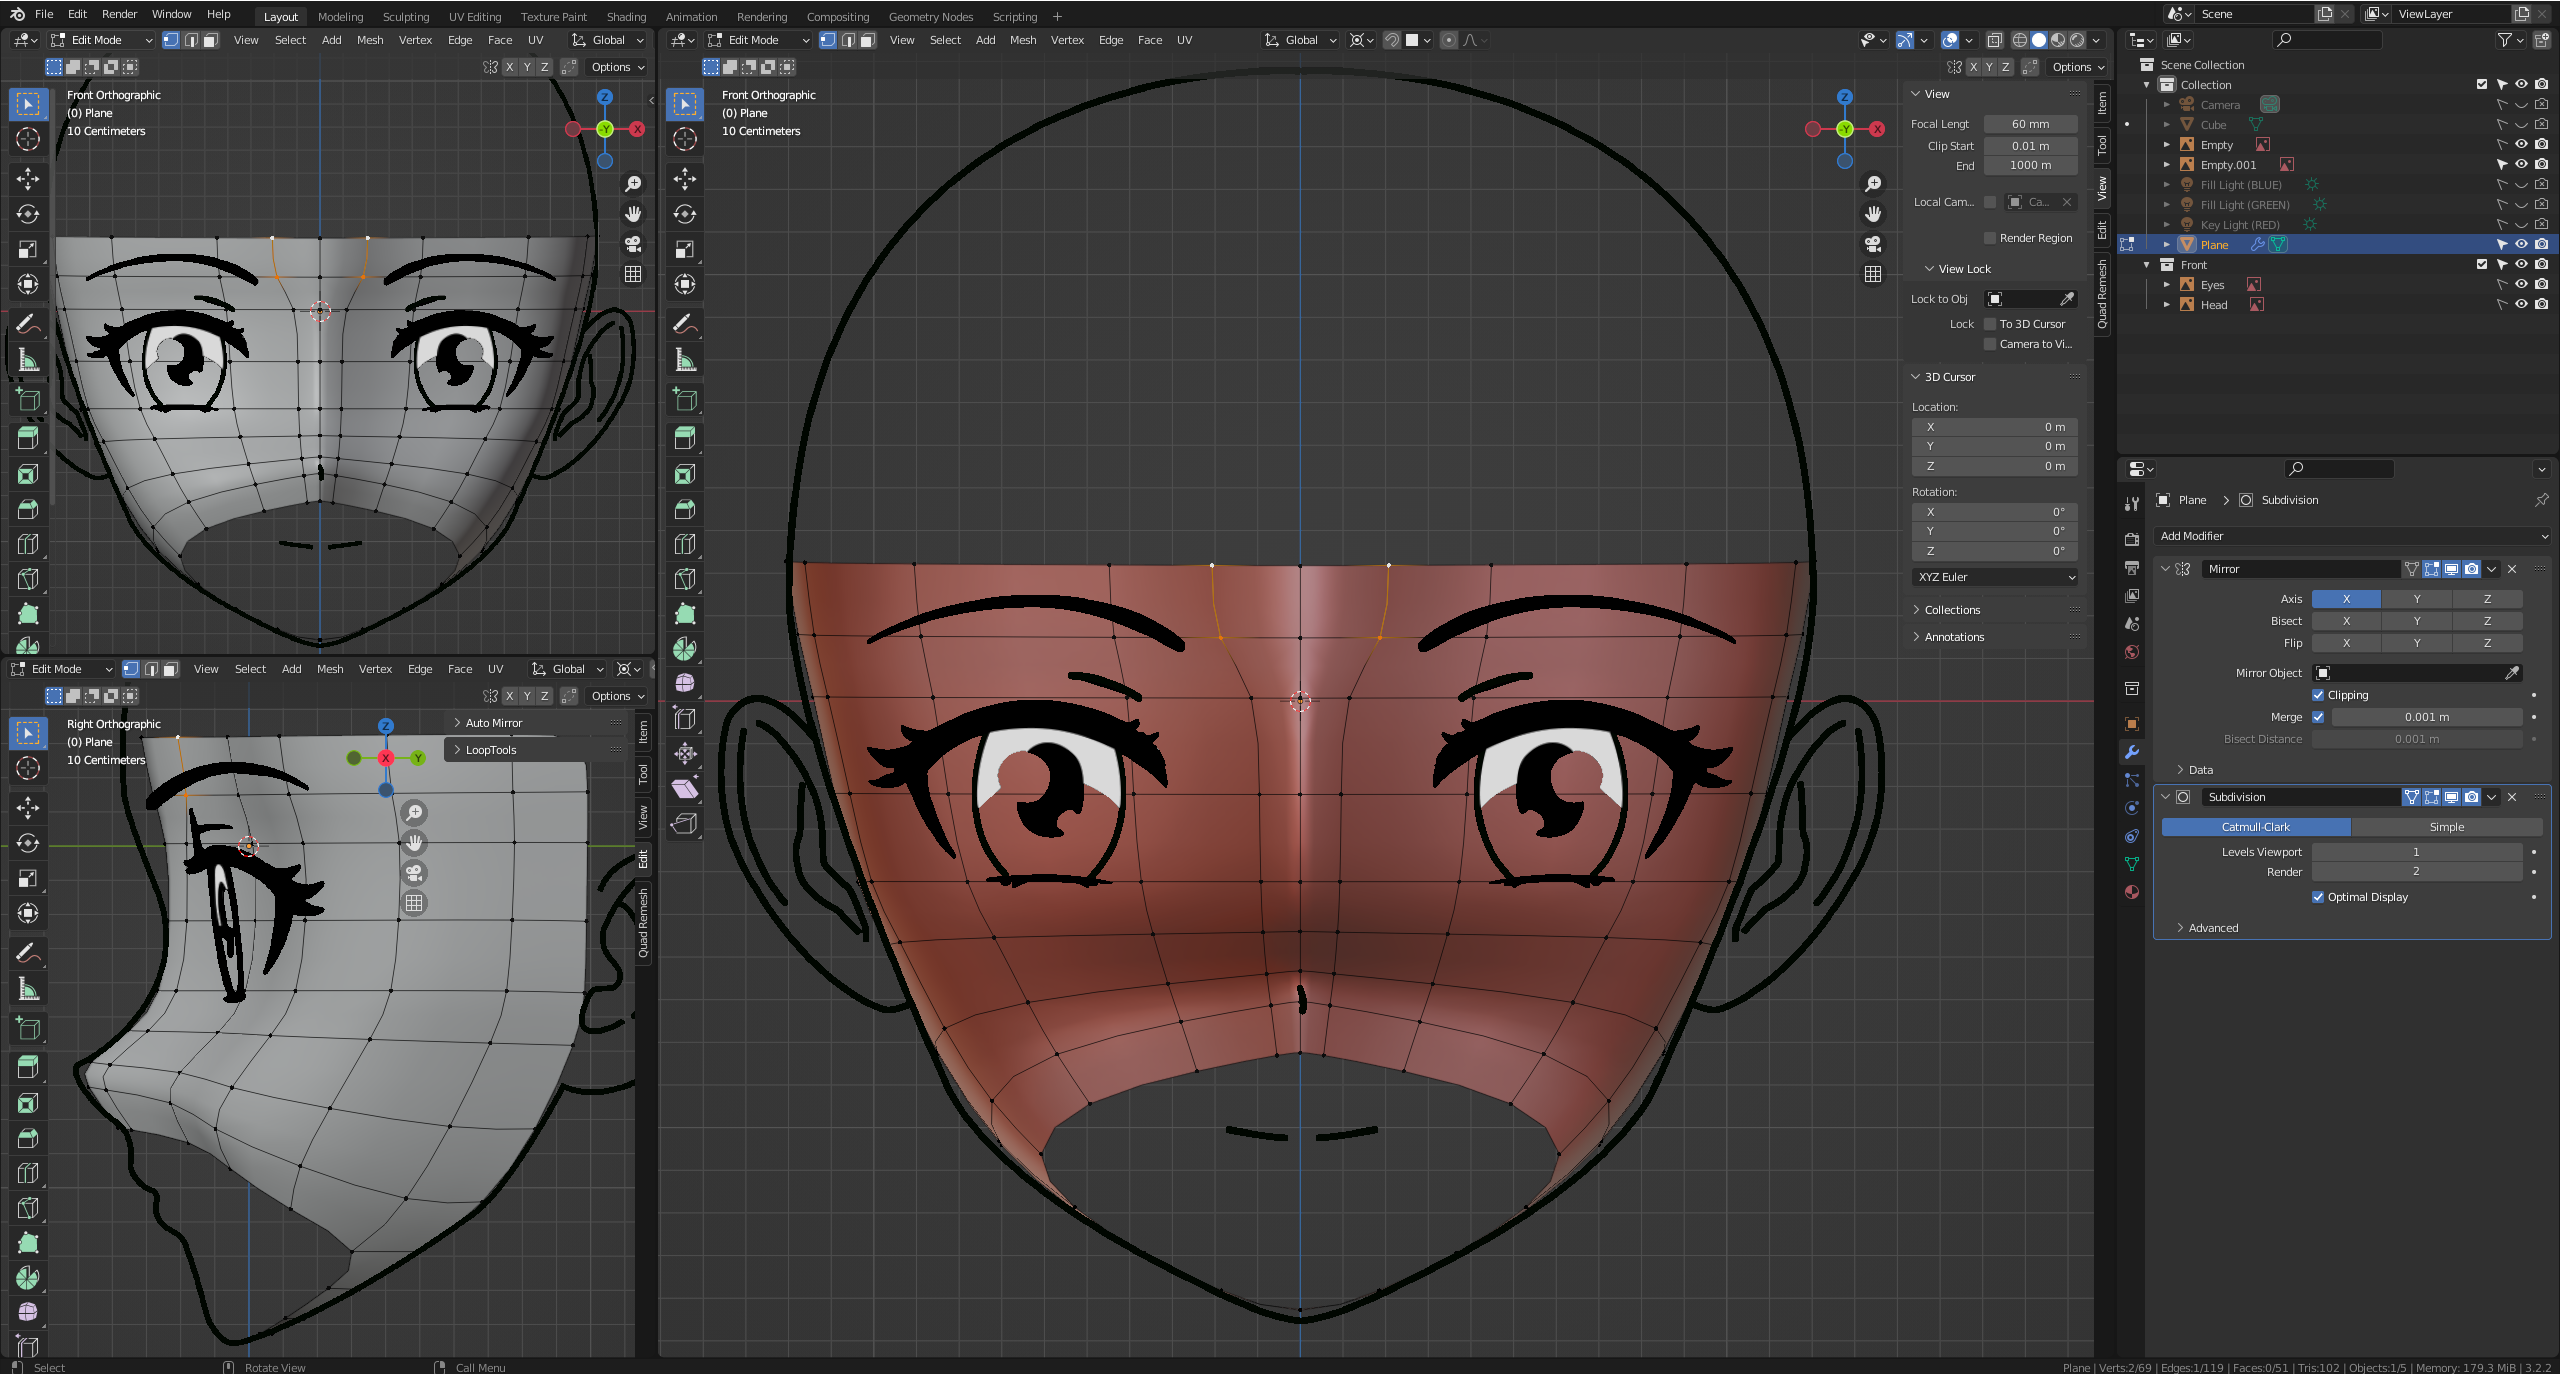 File Edit Render Window Help Layout Modeling Sculpting UV Editing Texture Paint Shading Animation Rendering Compositing Geometry Nodes Scripting + Scene ViewLayer
Edit Mode View Select Add Mesh Vertex Edge Face UV Global
X Y Z Options
Front Orthographic
(0) Plane
10 Centimeters
Z
-Y X
Edit Mode View Select Add Mesh Vertex Edge Face UV Global
X Y Z Options
Right Orthographic
(0) Plane
10 Centimeters
Z
X Y
Auto Mirror
LoopTools
Item
Tool
View
Edit
Quad Remesh
Edit Mode View Select Add Mesh Vertex Edge Face UV Global
X Y Z Options
Front Orthographic
(0) Plane
10 Centimeters
Z
-Y X
View
Focal Lengt 60 mm
Clip Start 0.01 m
End 1000 m
Local Cam... Ca...
Render Region
View Lock
Lock to Obj
Lock To 3D Cursor
Camera to Vi...
3D Cursor
Location:
X 0 m
Y 0 m
Z 0 m
Rotation:
X 0°
Y 0°
Z 0°
XYZ Euler
Collections
Annotations
Item
Tool
View
Edit
Quad Remesh
Scene Collection
Collection
Camera
Cube
Empty
Empty.001
Fill Light (BLUE)
Fill Light (GREEN)
Key Light (RED)
Plane
Front
Eyes
Head
Plane > Subdivision
Add Modifier
Mirror
Axis X Y Z
Bisect X Y Z
Flip X Y Z
Mirror Object
Clipping
Merge 0.001 m
Bisect Distance 0.001 m
Data
Subdivision
Catmull-Clark Simple
Levels Viewport 1
Render 2
Optimal Display
Advanced
Select Rotate View Call Menu Plane | Verts:2/69 | Edges:1/119 | Faces:0/51 | Tris:102 | Objects:1/5 | Memory: 179.3 MiB | 3.2.2